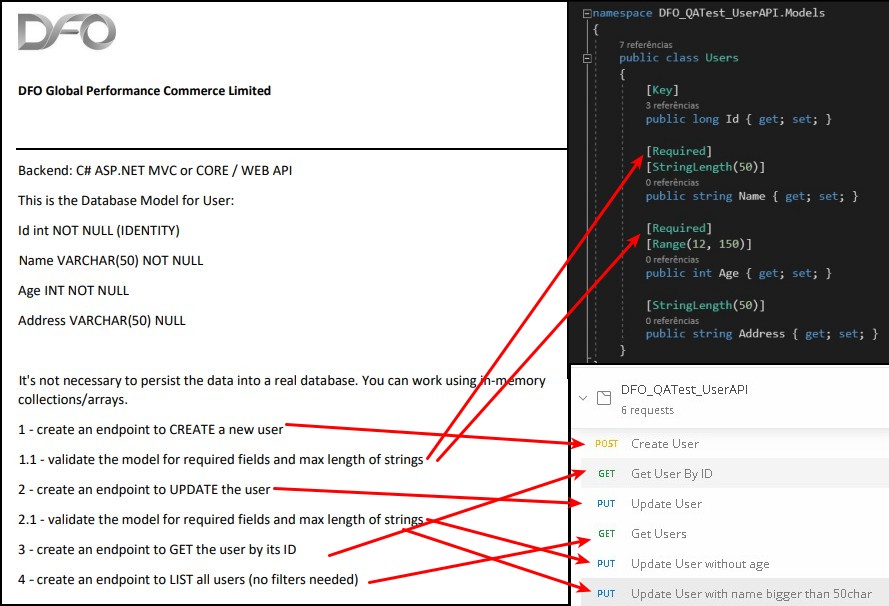 DFO
DFO Global Performance Commerce Limited
Backend: C# ASP.NET MVC or CORE / WEB API
This is the Database Model for User:
Id int NOT NULL (IDENTITY)
Name VARCHAR(50) NOT NULL
Age INT NOT NULL
Address VARCHAR(50) NULL
It's not necessary to persist the data into a real database. You can work using in-memory
collections/arrays.
1 - create an endpoint to CREATE a new user
1.1 - validate the model for required fields and max length of strings
2 - create an endpoint to UPDATE the user
2.1 - validate the model for required fields and max length of strings
3 - create an endpoint to GET the user by its ID
4 - create an endpoint to LIST all users (no filters needed)
namespace DFO_QATest_UserAPI.Models
{
7 referências
public class Users
{
[Key]
3 referências
public long Id { get; set; }
[Required]
[StringLength(50)]
0 referências
public string Name { get; set; }
[Required]
[Range(12, 150)]
0 referências
public int Age { get; set; }
[StringLength(50)]
0 referências
public string Address { get; set; }
}
DFO_QATest_UserAPI
6 requests
POST Create User
GET Get User By ID
PUT Update User
GET Get Users
PUT Update User without age
PUT Update User with name bigger than 50char